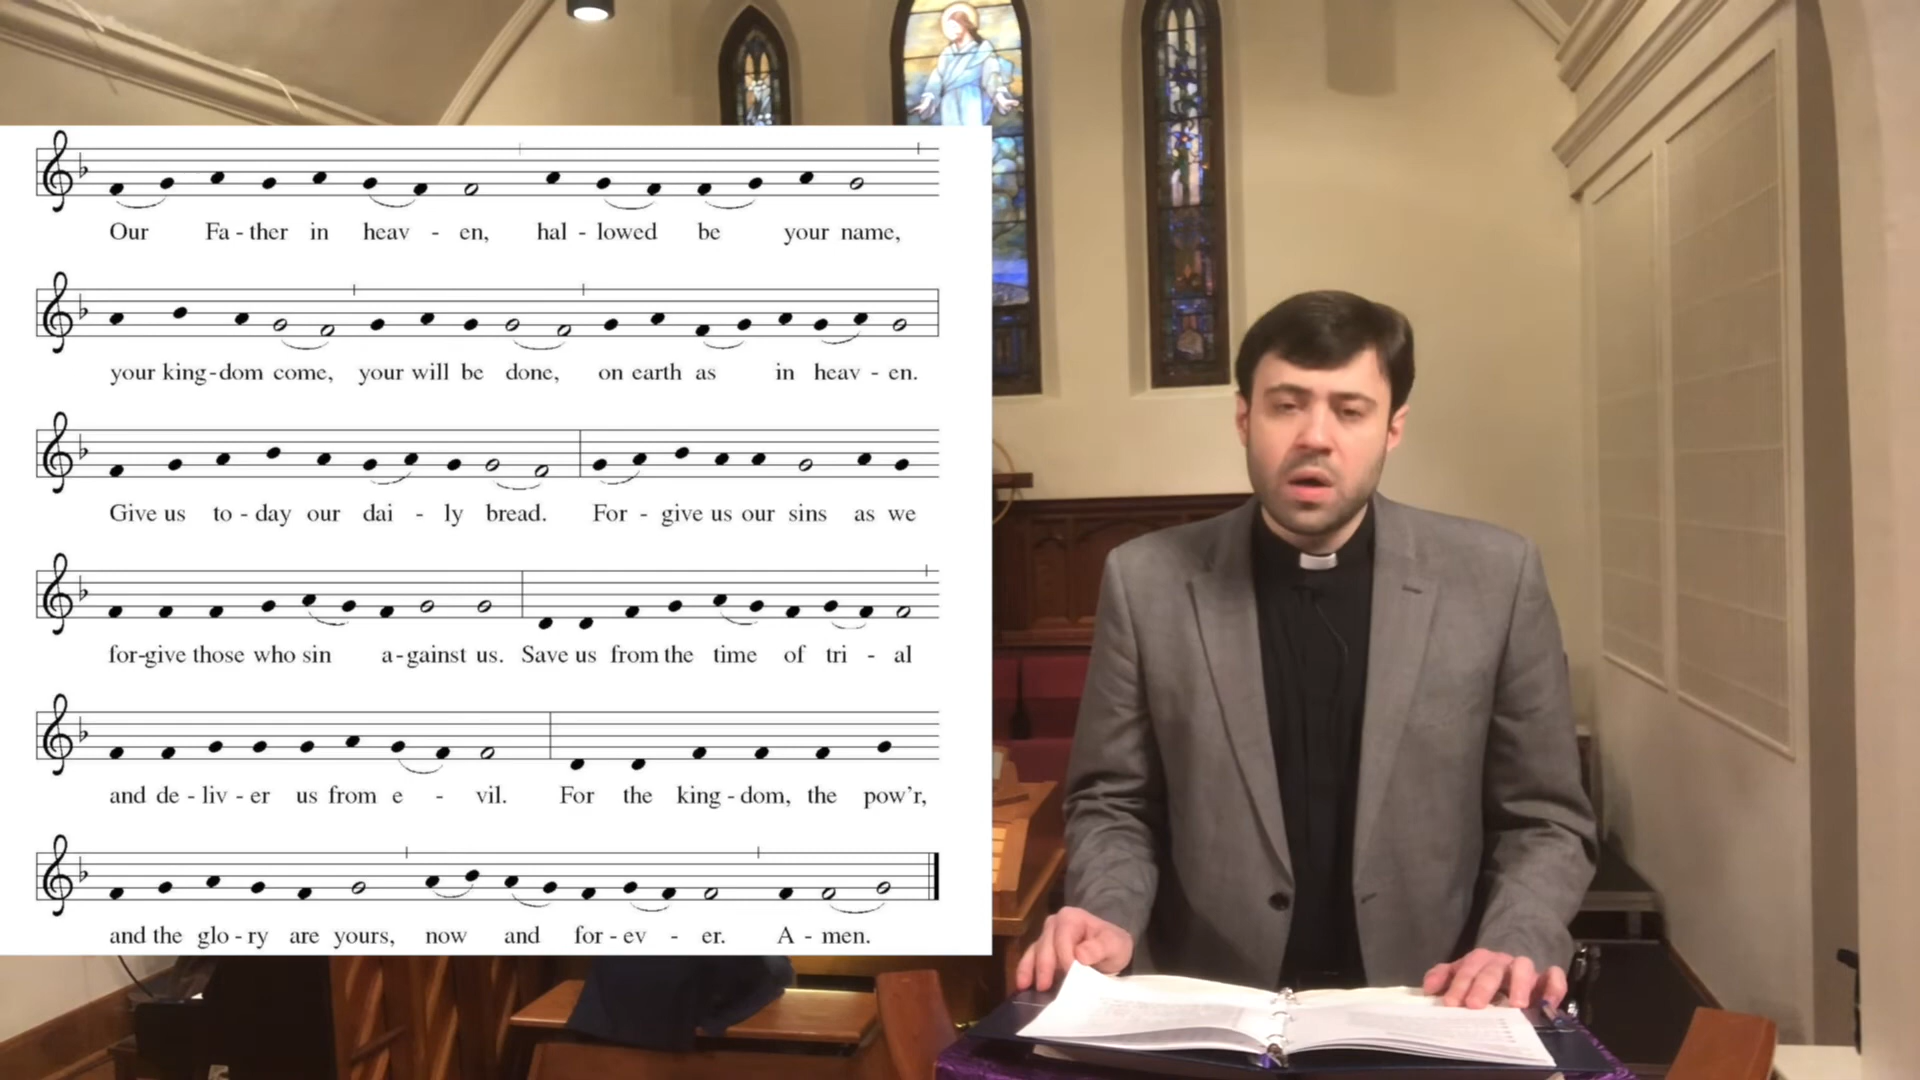 Our Fa - ther in heav - en, hal - lowed be your name,
your king - dom come, your will be done, on earth as in heav - en.
Give us to - day our dai - ly bread. For - give us our sins as we
for - give those who sin a - gainst us. Save us from the time of tri - al
and de - liv - er us from e - vil. For the king - dom, the pow'r,
and the glo - ry are yours, now and for - ev - er. A - men.